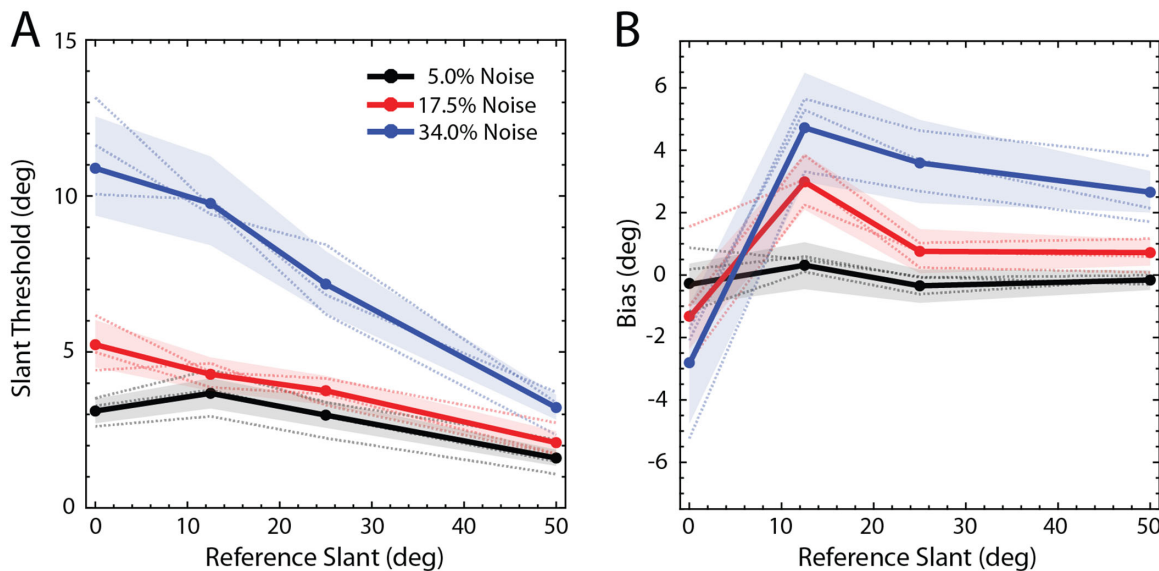 A
15
10
5
0
Slant Threshold (deg)
5.0% Noise
17.5% Noise
34.0% Noise
0 10 20 30 40 50
Reference Slant (deg)
B
6
4
2
0
-2
-4
-6
Bias (deg)
0 10 20 30 40 50
Reference Slant (deg)